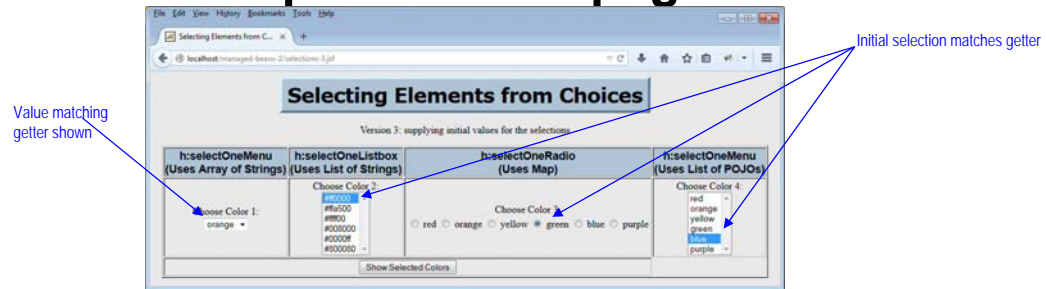 File Edit View History Bookmarks Tools Help
Selecting Elements from C... × +
localhost/managed-beans-2/selections-3.jsf
Initial selection matches getter
Value matching
getter shown
Selecting Elements from Choices
Version 3: supplying initial values for the selections
h:selectOneMenu
(Uses Array of Strings)
h:selectOneListbox
(Uses List of Strings)
h:selectOneRadio
(Uses Map)
h:selectOneMenu
(Uses List of POJOs)
Choose Color 1:
orange
Choose Color 2:
#ff0000
#ffa500
#ffff00
#008000
#0000ff
#800080
Choose Color 3:
red orange yellow green blue purple
Choose Color 4:
red
orange
yellow
green
blue
purple
Show Selected Colors